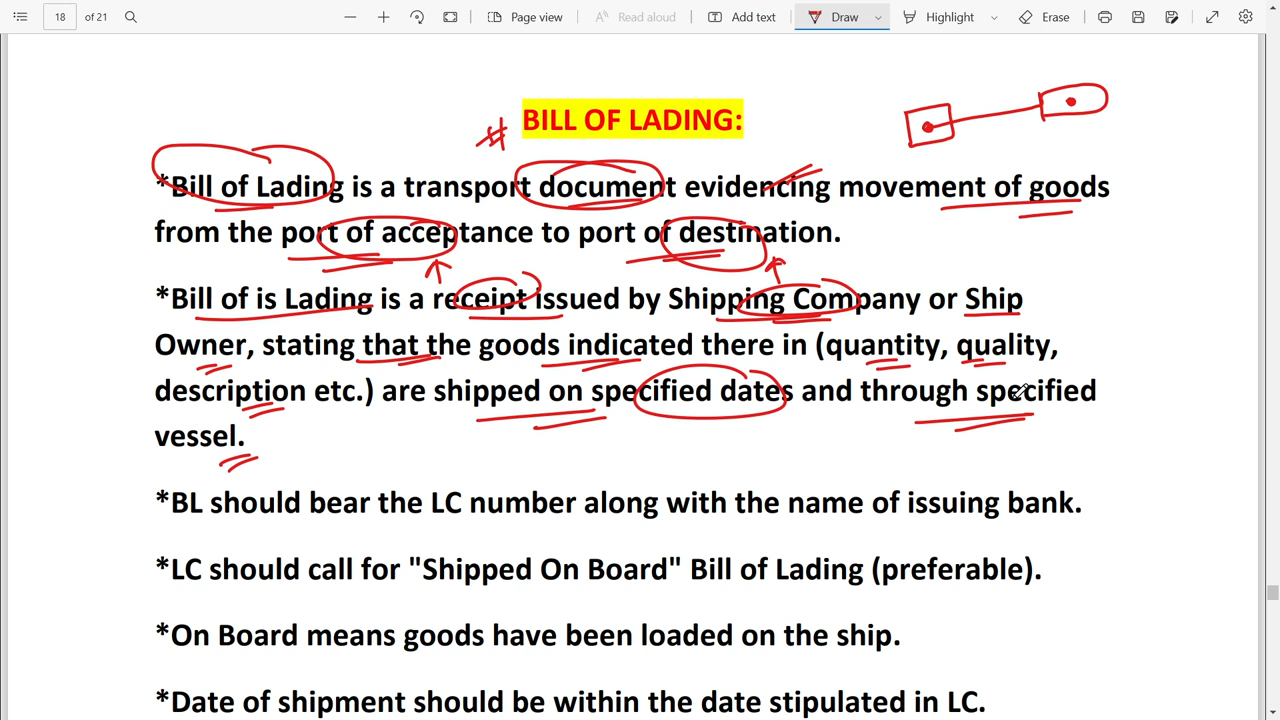 18 of 21 Page view Read aloud Add text Draw Highlight Erase
BILL OF LADING:
*Bill of Lading is a transport document evidencing movement of goods
from the port of acceptance to port of destination.
*Bill of is Lading is a receipt issued by Shipping Company or Ship
Owner, stating that the goods indicated there in (quantity, quality,
description etc.) are shipped on specified dates and through specified
vessel.
*BL should bear the LC number along with the name of issuing bank.
*LC should call for "Shipped On Board" Bill of Lading (preferable).
*On Board means goods have been loaded on the ship.
*Date of shipment should be within the date stipulated in LC.